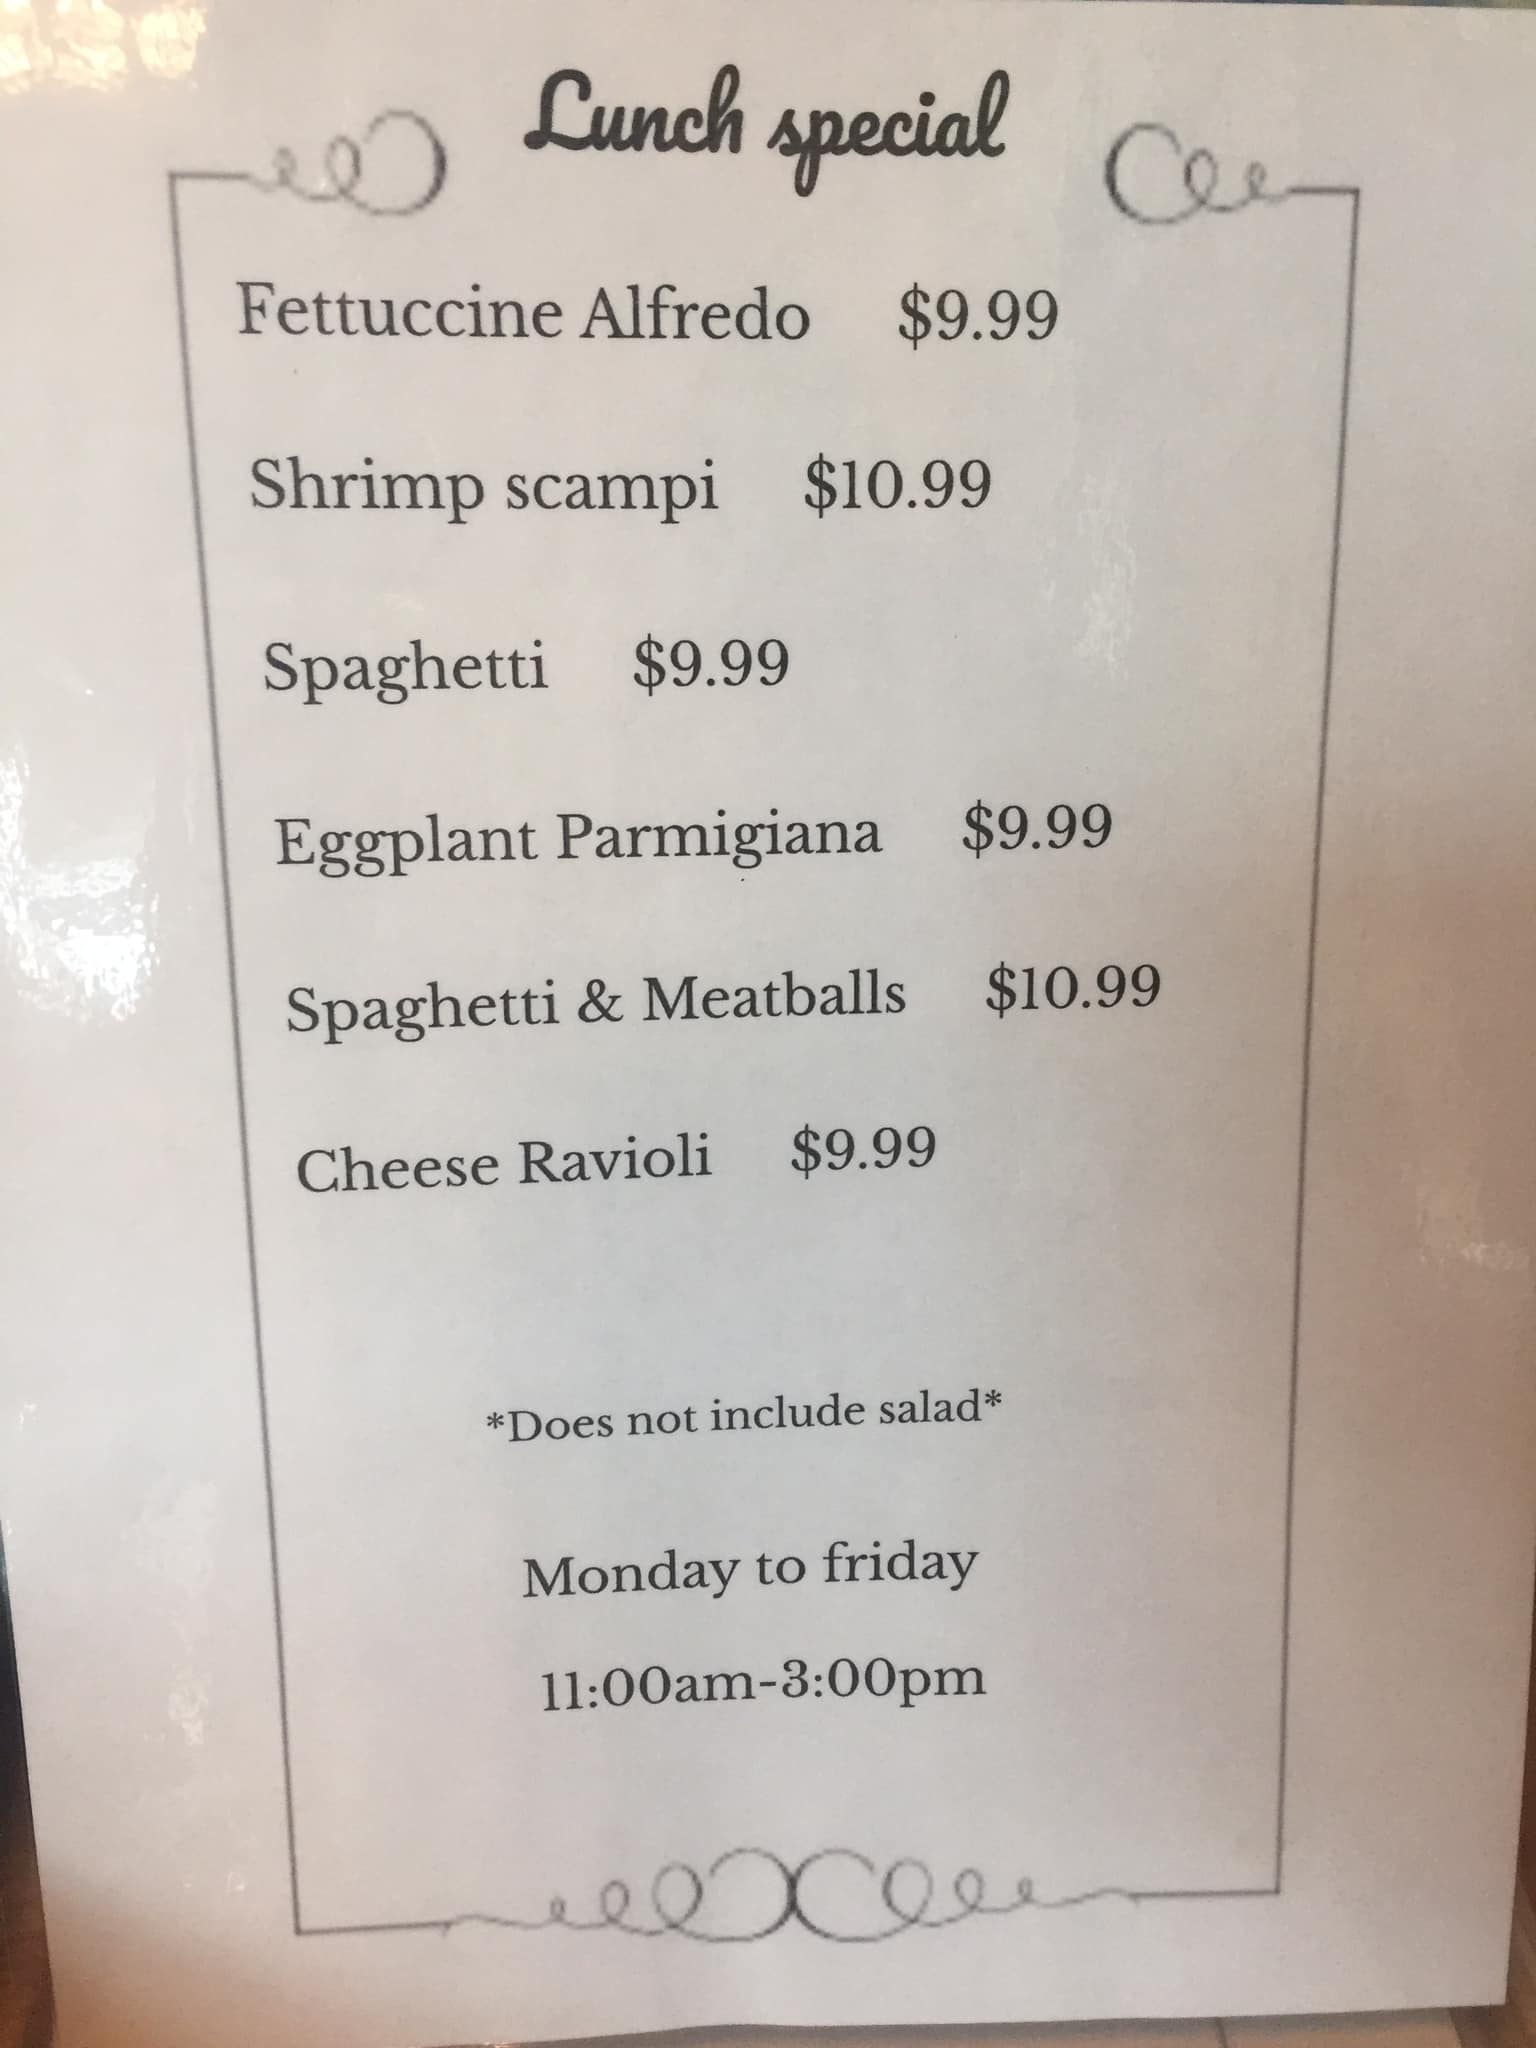 Lunch special
Fettuccine Alfredo $9.99
Shrimp scampi $10.99
Spaghetti $9.99
Eggplant Parmigiana $9.99
Spaghetti & Meatballs $10.99
Cheese Ravioli $9.99
*Does not include salad*
Monday to friday
11:00am-3:00pm